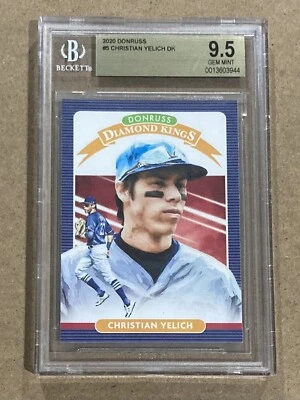 2020 DONRUSS
#5 CHRISTIAN YELICH DK
B
BECKETT
9.5
GEM MINT
0013603944
DONRUSS
DIAMOND KINGS
CHRISTIAN YELICH